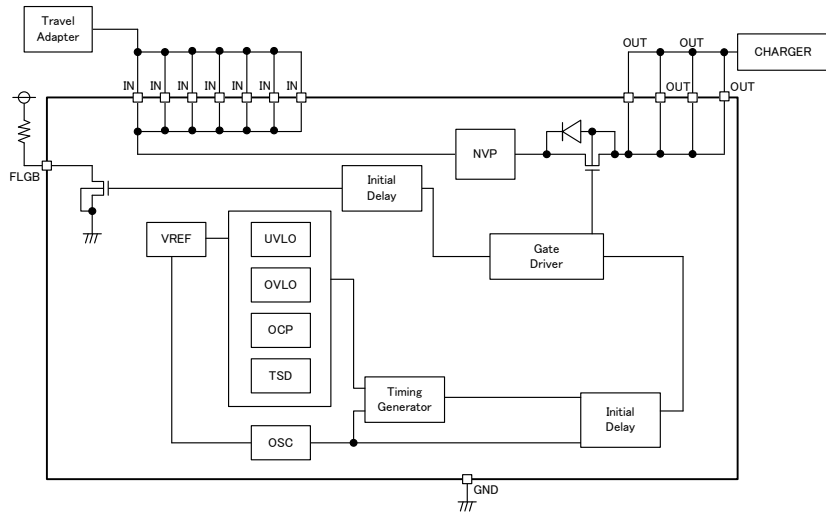 Travel
Adapter
OUT
OUT
CHARGER
IN
IN
IN
IN
IN
IN
IN
OUT
OUT
NVP
FLGB
Initial
Delay
VREF
UVLO
Gate
Driver
OVLO
OCP
TSD
Timing
Generator
Initial
Delay
OSC
GND